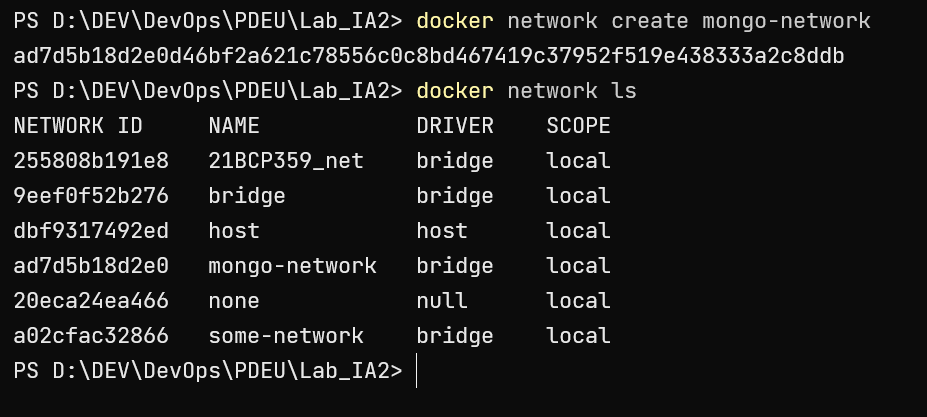 PS D:\DEV\DevOps\PDEU\Lab_IA2> docker network create mongo-network
ad7d5b18d2e0d46bf2a621c78556c0c8bd467419c37952f519e438333a2c8ddb
PS D:\DEV\DevOps\PDEU\Lab_IA2> docker network ls
NETWORK ID     NAME            DRIVER    SCOPE
255808b191e8   21BCP359_net    bridge    local
9eef0f52b276   bridge          bridge    local
dbf9317492ed   host            host      local
ad7d5b18d2e0   mongo-network   bridge    local
20eca24ea466   none            null      local
a02cfac32866   some-network    bridge    local
PS D:\DEV\DevOps\PDEU\Lab_IA2>